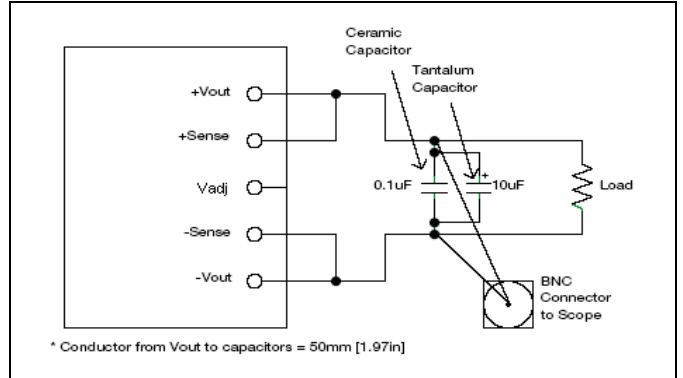 Ceramic
Capacitor
Tantalum
Capacitor
+Vout
+Sense
Vadj
-Sense
-Vout
0.1uF
+
10uF
Load
BNC
Connector
to Scope
* Conductor from Vout to capacitors = 50mm [1.97in]